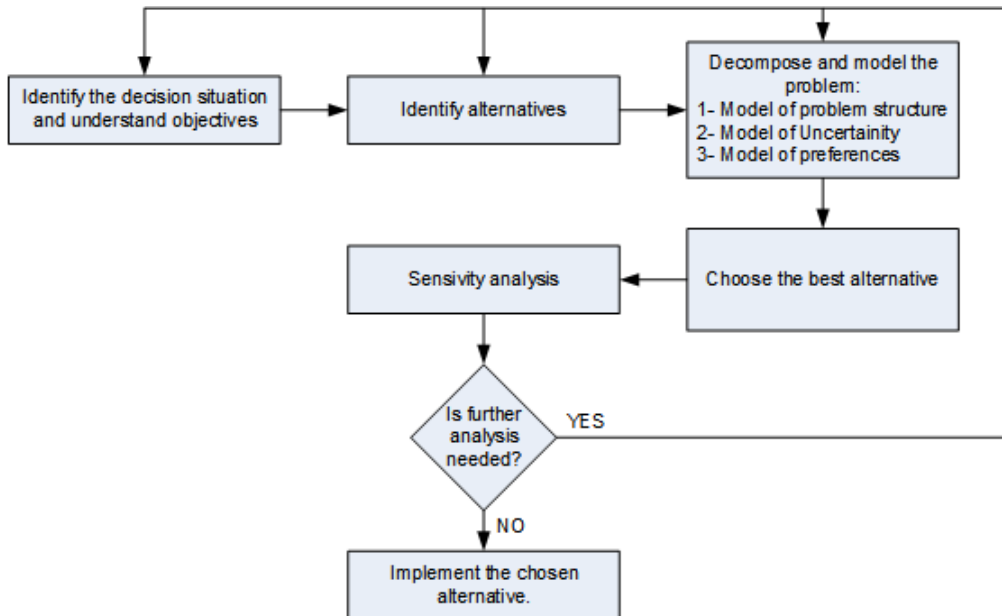 Identify the decision situation
and understand objectives
Identify alternatives
Decompose and model the
problem:
1- Model of problem structure
2- Model of Uncertainity
3- Model of preferences
Choose the best alternative
Sensivity analysis
Is further
analysis
needed?
YES
NO
Implement the chosen
alternative.